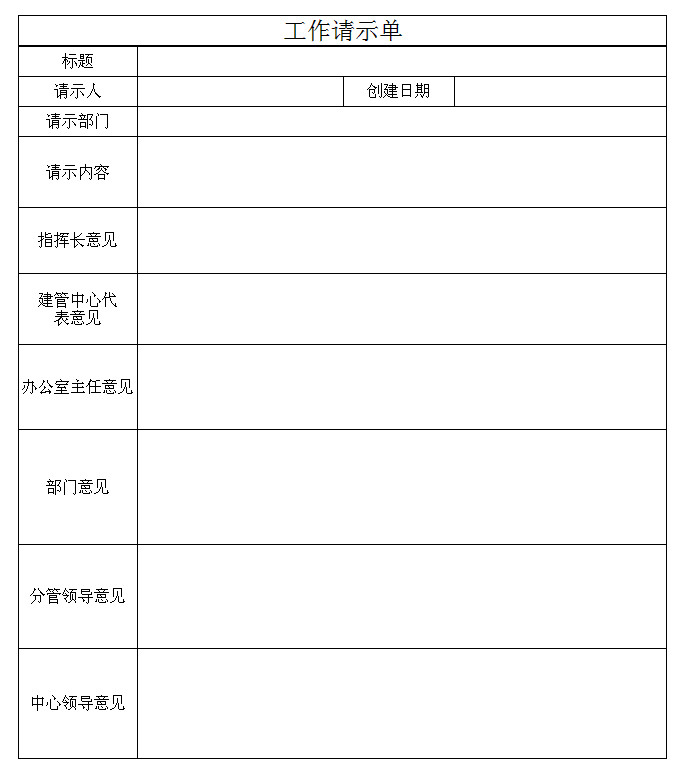 工作请示单
标题
请示人 创建日期
请示部门
请示内容
指挥长意见
建管中心代
表意见
办公室主任意见
部门意见
分管领导意见
中心领导意见